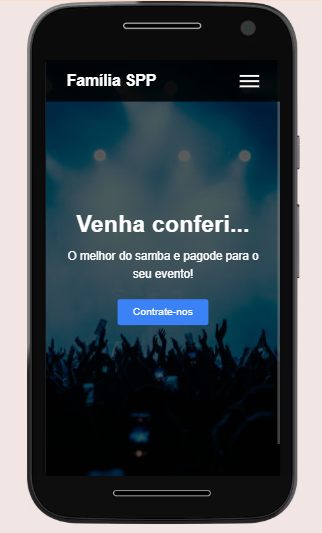 Família SPP
Venha conferi...
O melhor do samba e pagode para o
seu evento!
Contrate-nos